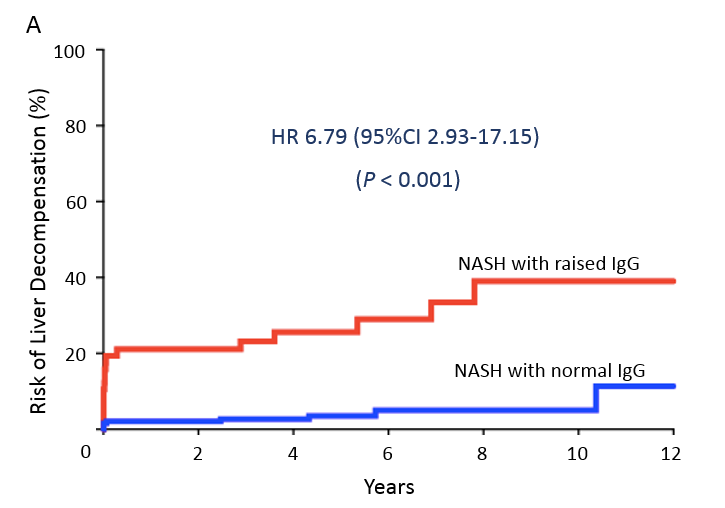 A
100
80
60
40
20
0
Risk of Liver Decompensation (%)
HR 6.79 (95%CI 2.93-17.15)
(P < 0.001)
NASH with raised IgG
NASH with normal IgG
2 4 6 8 10 12
Years